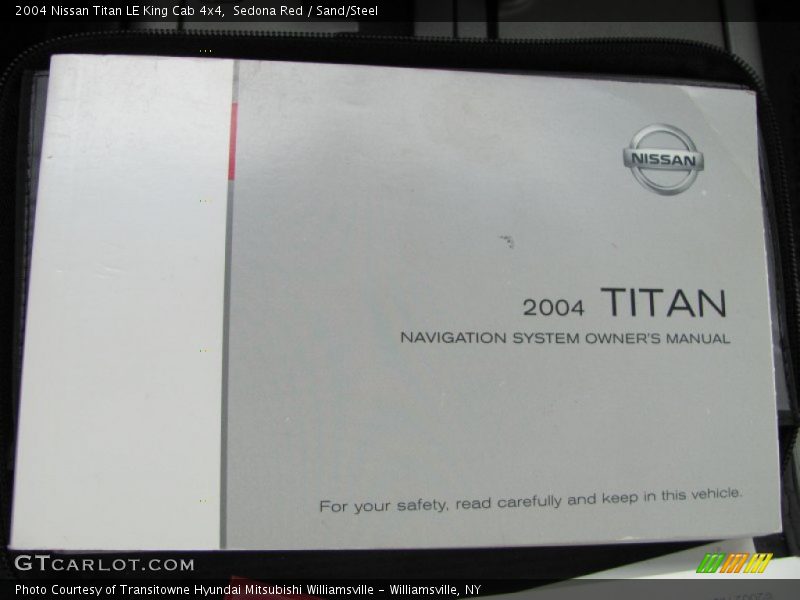 2004 Nissan Titan LE King Cab 4x4,  Sedona Red / Sand/Steel
NISSAN
2004 TITAN
NAVIGATION SYSTEM OWNER'S MANUAL
For your safety, read carefully and keep in this vehicle.
GTCARLOT.COM
Photo Courtesy of Transitowne Hyundai Mitsubishi Williamsville – Williamsville, NY